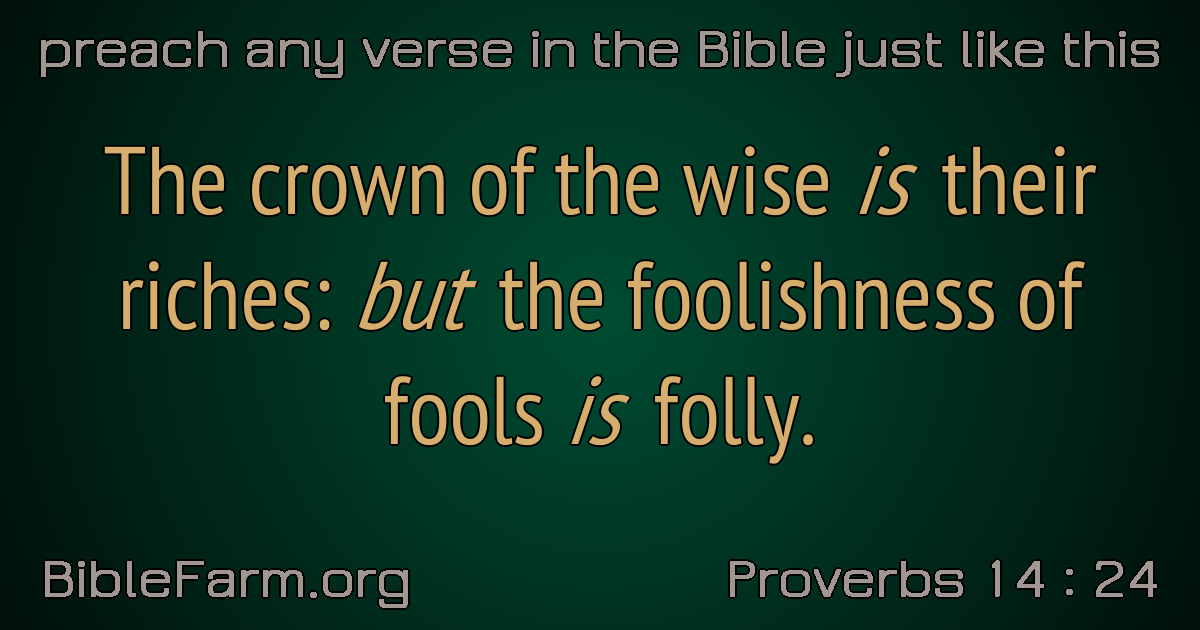 preach any verse in the Bible just like this
The crown of the wise is their
riches: but the foolishness of
fools is folly.
BibleFarm.org
Proverbs 14 : 24